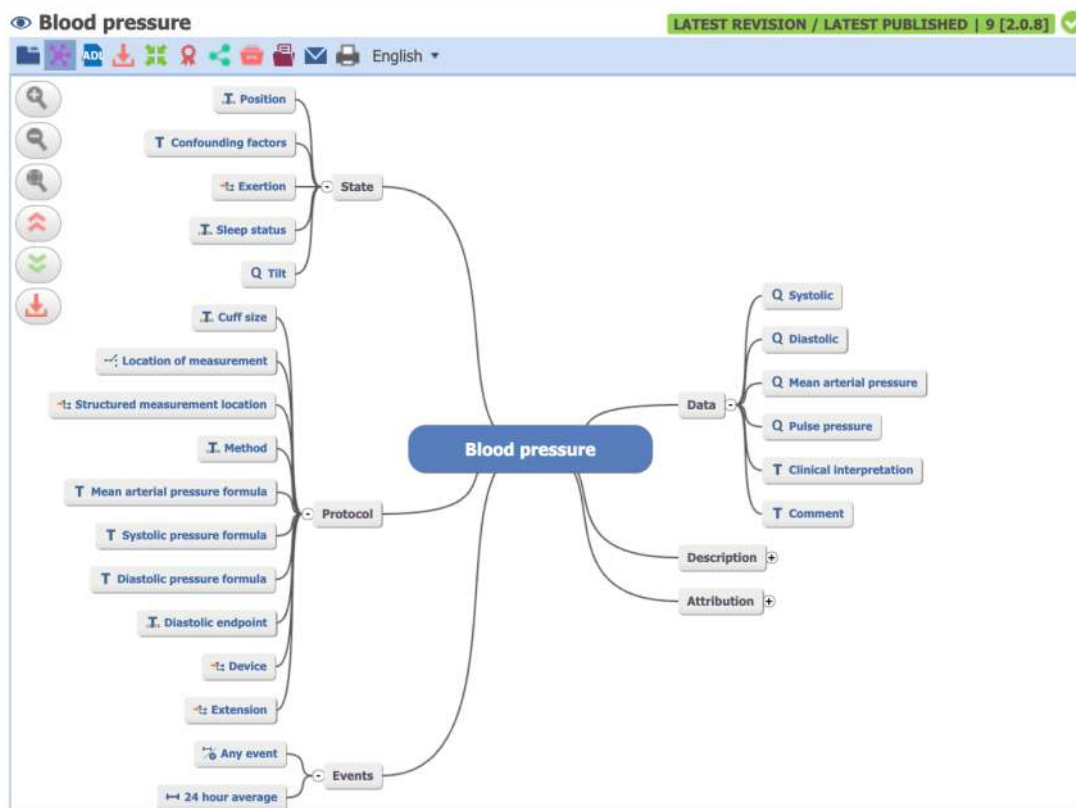 Blood pressure
LATEST REVISION / LATEST PUBLISHED | 9 [2.0.8]
ADL
English
Position
T Confounding factors
Exertion
Sleep status
Q Tilt
State
Cuff size
Location of measurement
Structured measurement location
Method
T Mean arterial pressure formula
T Systolic pressure formula
T Diastolic pressure formula
Diastolic endpoint
Device
Extension
Protocol
Any event
24 hour average
Events
Blood pressure
Data
Q Systolic
Q Diastolic
Q Mean arterial pressure
Q Pulse pressure
T Clinical interpretation
T Comment
Description
Attribution